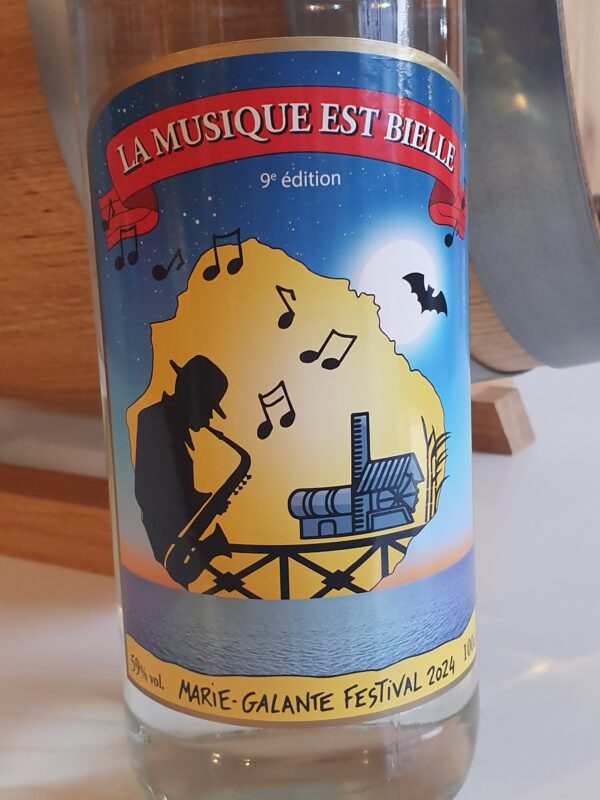 LA MUSIQUE EST BIELLE
9e édition
59% vol.
MARIE-GALANTE FESTIVAL 2024